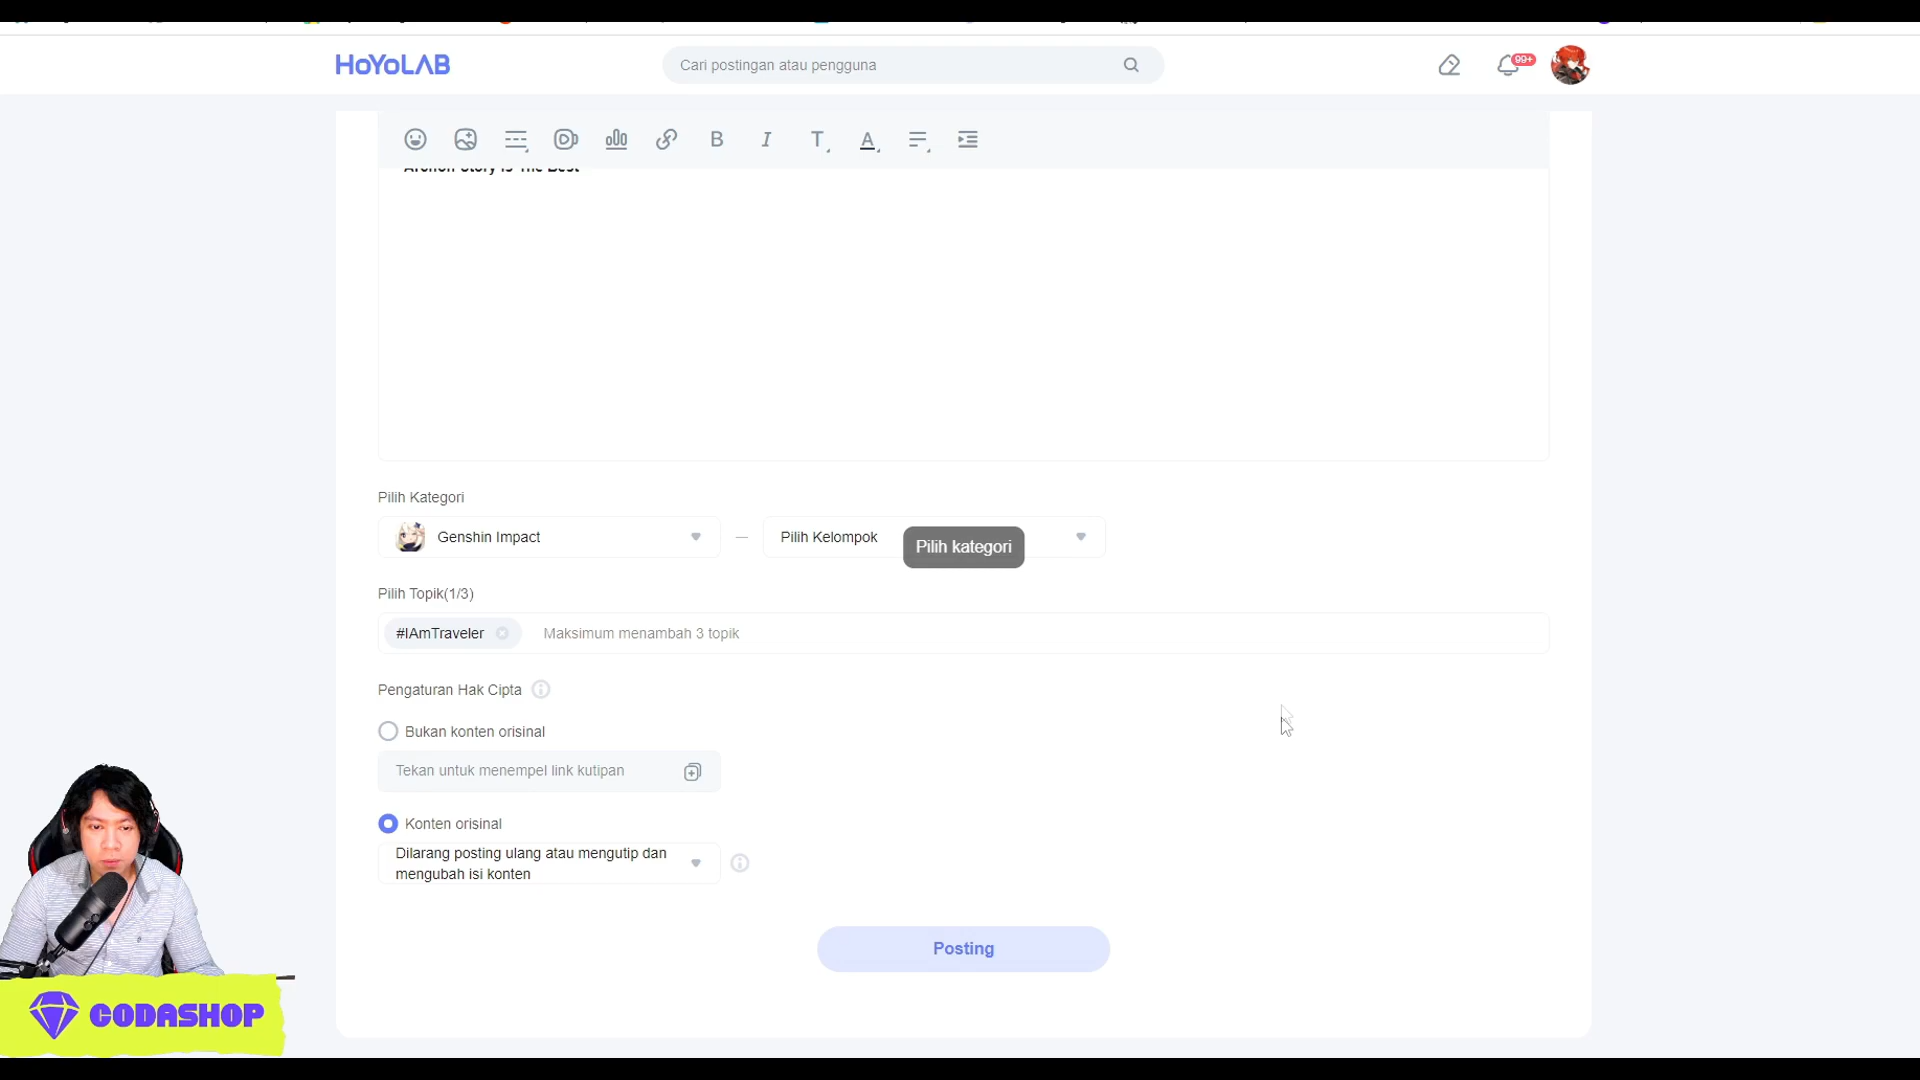 HoYoLAB
Cari postingan atau pengguna
99+
Archon Story Is The Best
Pilih Kategori
Genshin Impact
Pilih Kelompok
Pilih kategori
Pilih Topik(1/3)
#IAmTraveler
Maksimum menambah 3 topik
Pengaturan Hak Cipta
Bukan konten orisinal
Tekan untuk menempel link kutipan
Konten orisinal
Dilarang posting ulang atau mengutip dan
mengubah isi konten
Posting
CODASHOP